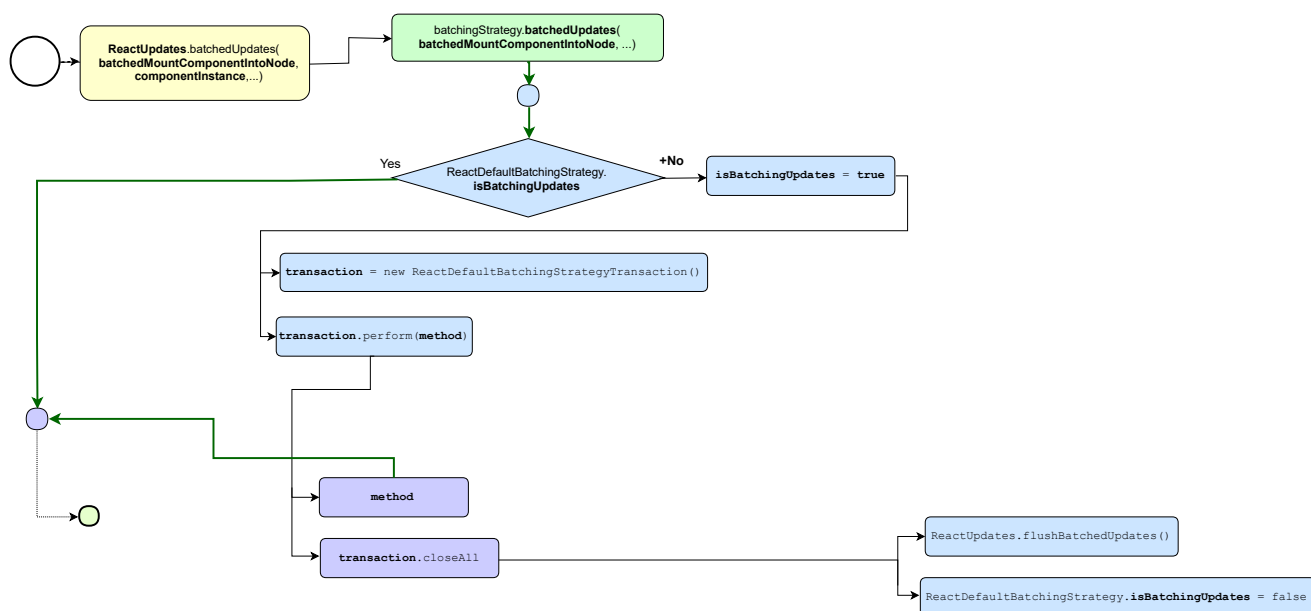 ReactUpdates.batchedUpdates(
batchedMountComponentIntoNode,
componentInstance,...)
batchingStrategy.batchedUpdates(
batchedMountComponentIntoNode, ...)
Yes
ReactDefaultBatchingStrategy.
isBatchingUpdates
+No
isBatchingUpdates = true
transaction = new ReactDefaultBatchingStrategyTransaction()
transaction.perform(method)
method
transaction.closeAll
ReactUpdates.flushBatchedUpdates()
ReactDefaultBatchingStrategy.isBatchingUpdates = false